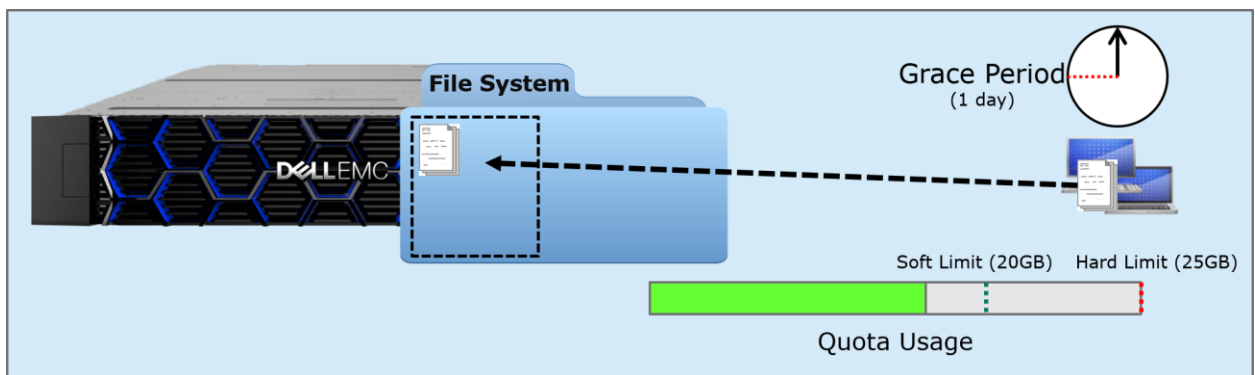 File System
Grace Period
(1 day)
DELLEMC
Soft Limit (20GB)
Hard Limit (25GB)
Quota Usage